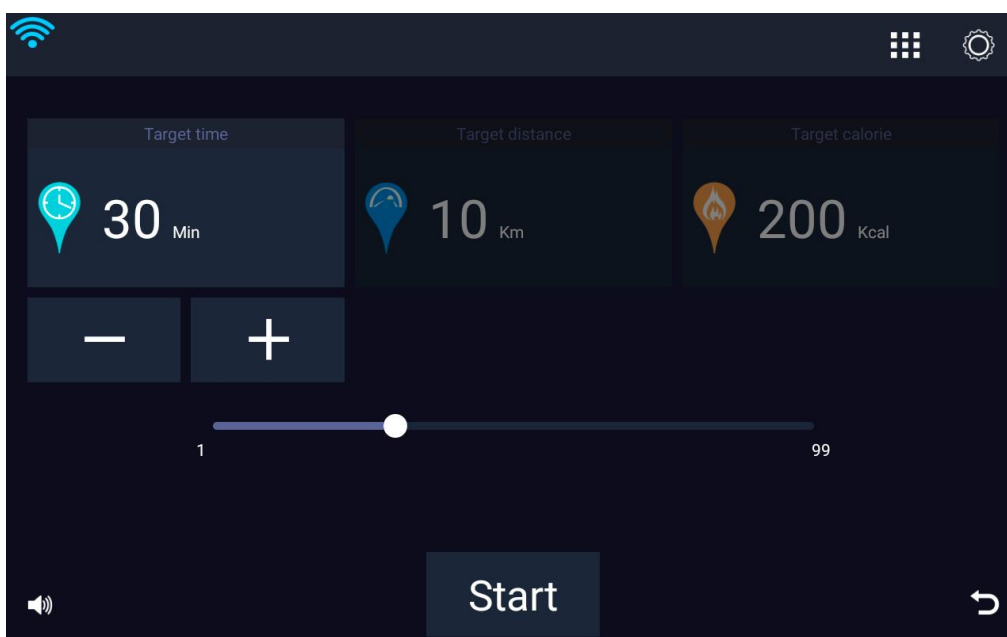 Target time
Target distance
Target calorie
30 Min
10 Km
200 Kcal
1
99
Start